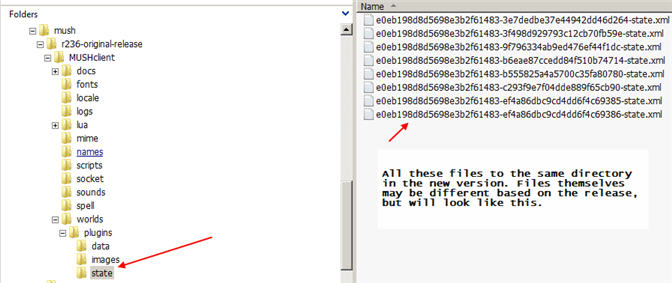 Folders
mush
r236-original-release
MUSHclient
docs
fonts
locale
logs
lua
mime
names
scripts
socket
sounds
spell
worlds
plugins
data
images
state
Name
e0eb198d8d5698e3b2f61483-3e7dedbe37e44942dd46d264-state.xml
e0eb198d8d5698e3b2f61483-3f498d929793c12cb70fb59e-state.xml
e0eb198d8d5698e3b2f61483-9f796334ab9ed476ef44f1dc-state.xml
e0eb198d8d5698e3b2f61483-b6eae87ccedd84f510b74714-state.xml
e0eb198d8d5698e3b2f61483-b555825a4a5700c35fa80780-state.xml
e0eb198d8d5698e3b2f61483-c293f9e7f04dde889f65cb90-state.xml
e0eb198d8d5698e3b2f61483-ef4a86dbc9cd4dd6f4c69385-state.xml
e0eb198d8d5698e3b2f61483-ef4a86dbc9cd4dd6f4c69386-state.xml
All these files to the same directory
in the new version. Files themselves
may be different based on the release,
but will look like this.